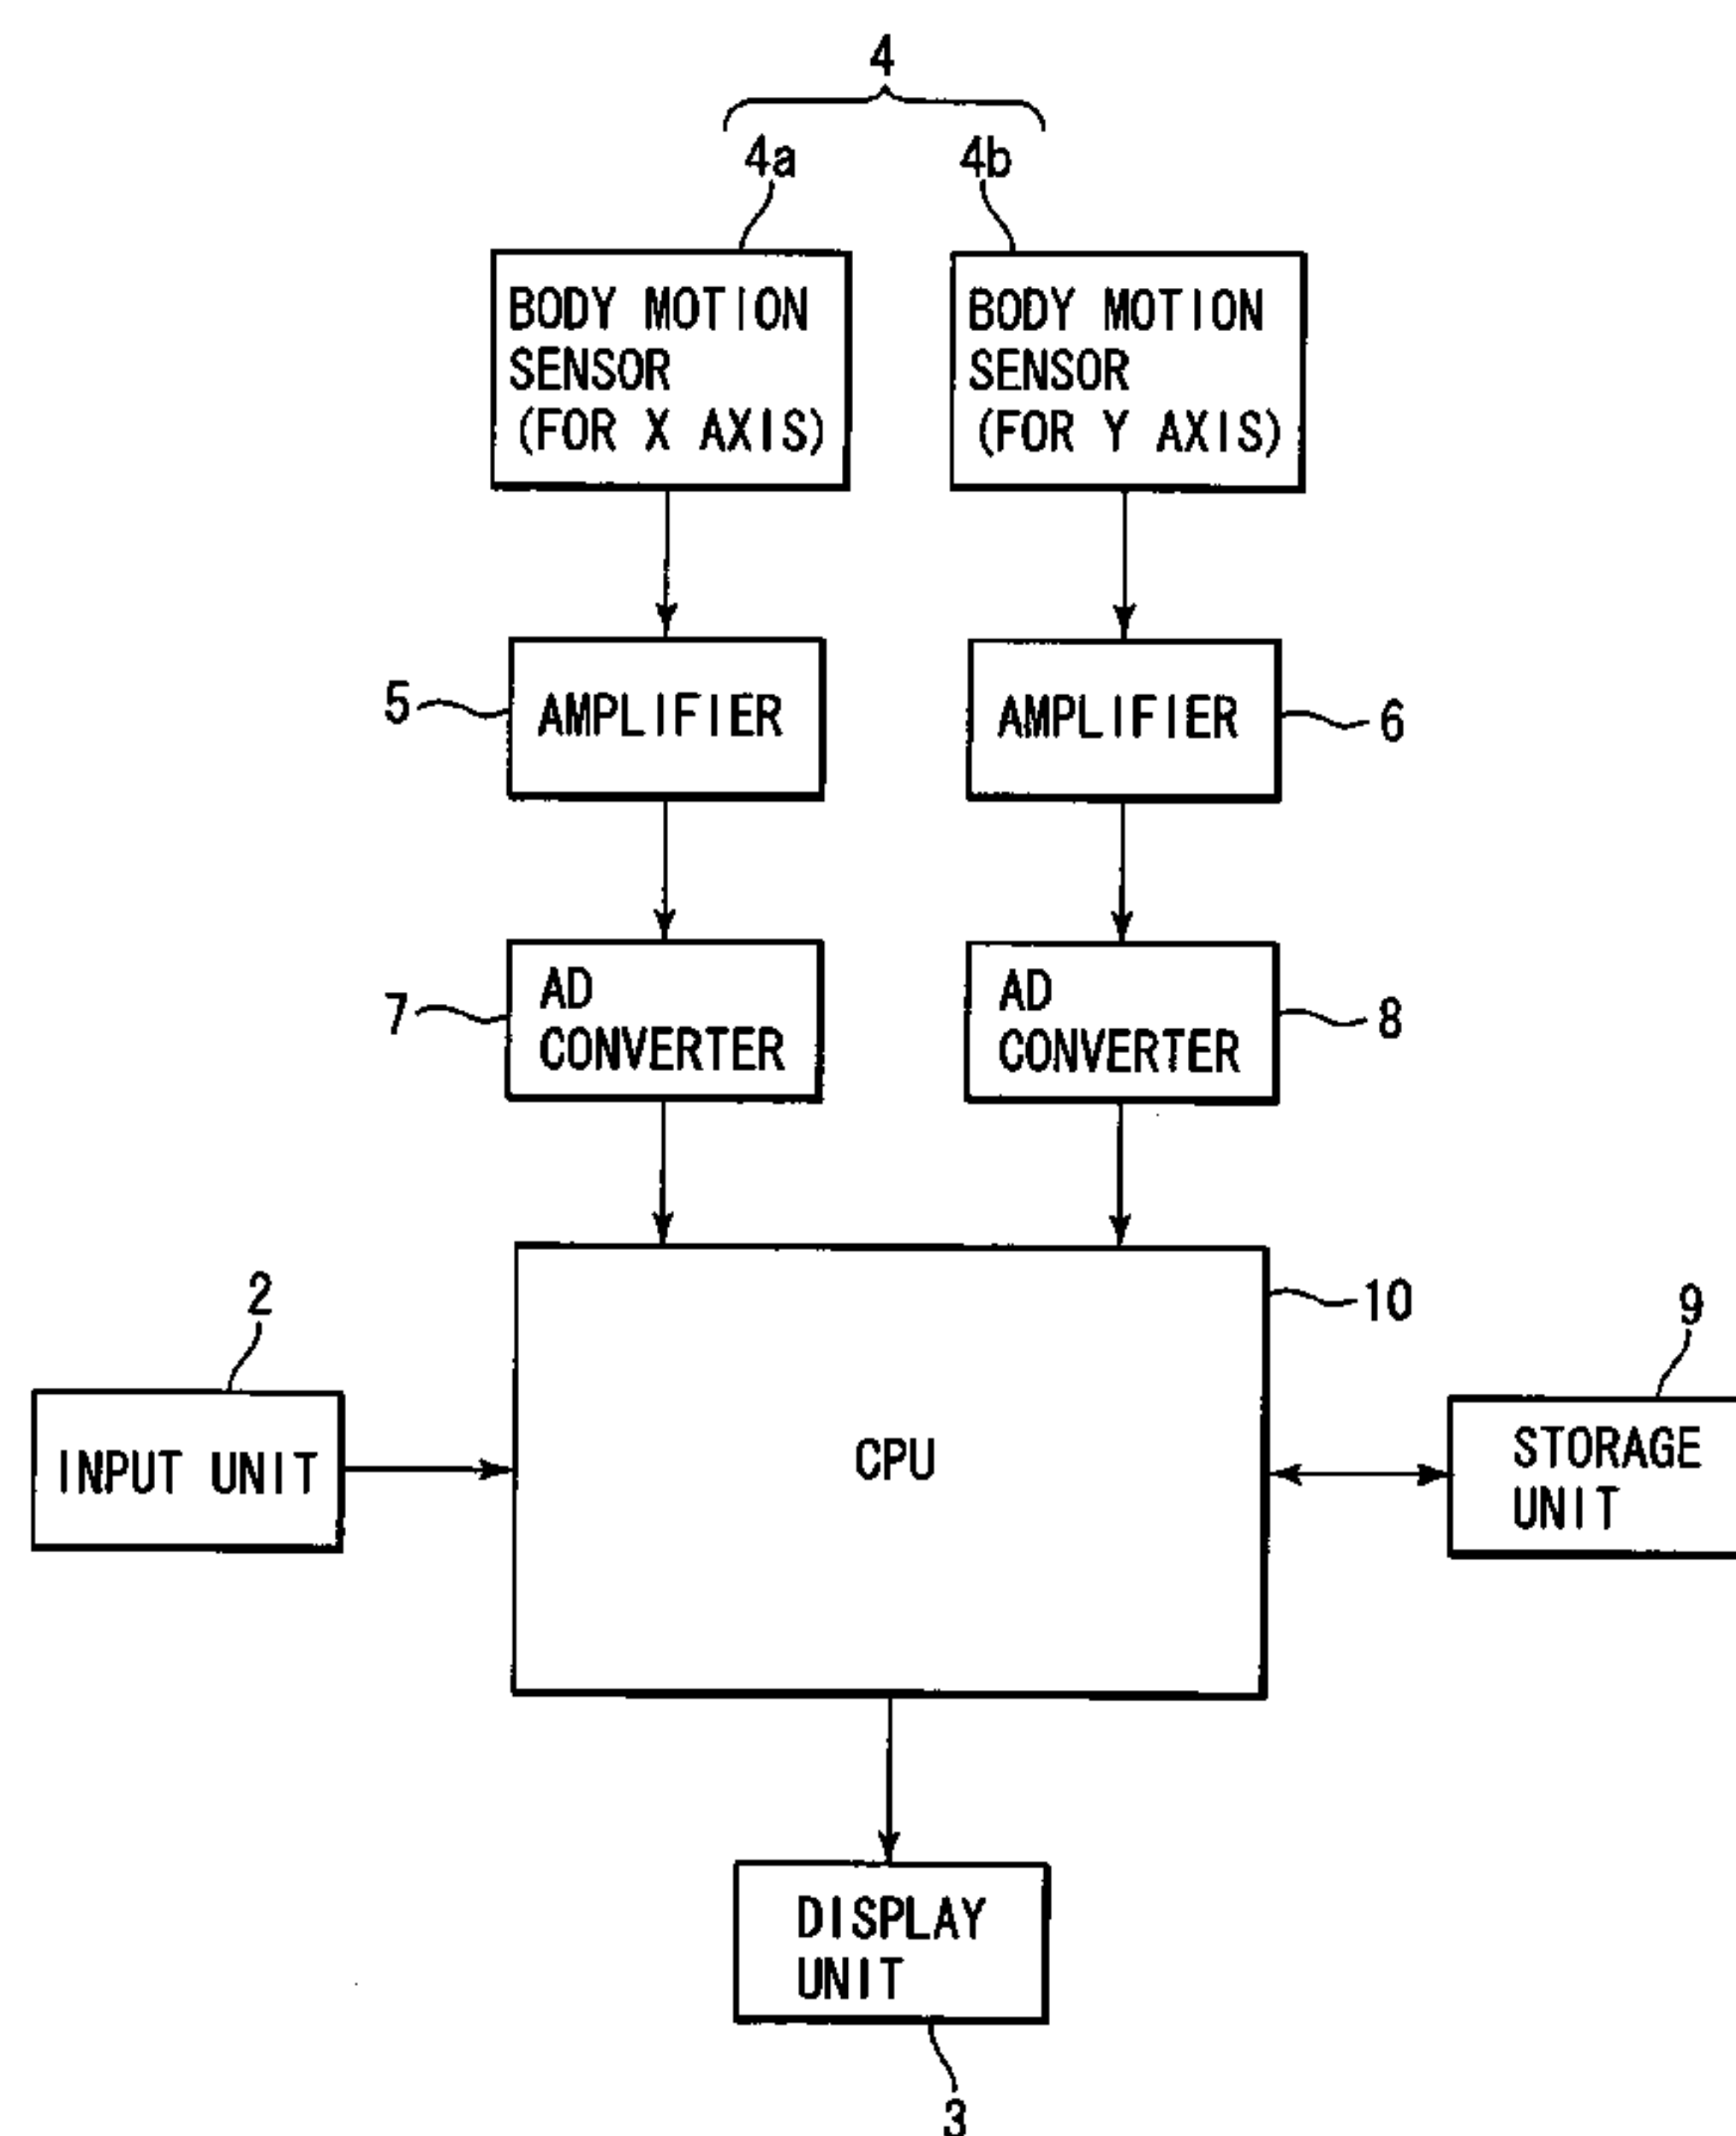 4
4a
4b
BODY MOTION
SENSOR
(FOR X AXIS)
BODY MOTION
SENSOR
(FOR Y AXIS)
5
AMPLIFIER
AMPLIFIER
6
7
AD
CONVERTER
AD
CONVERTER
8
2
INPUT UNIT
CPU
10
9
STORAGE
UNIT
DISPLAY
UNIT
3